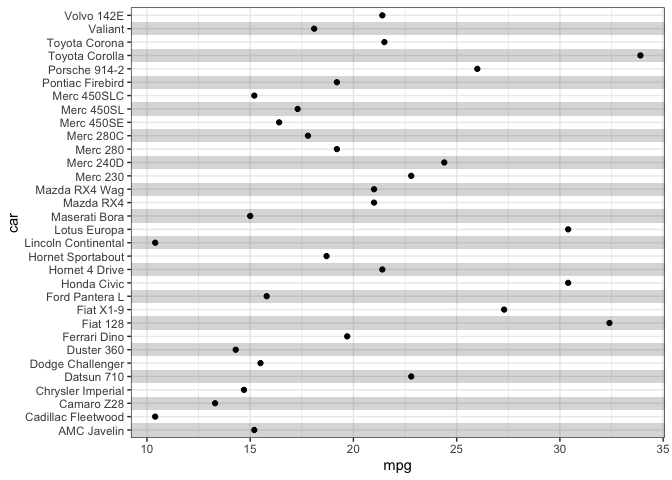 Volvo 142E
Valiant
Toyota Corona
Toyota Corolla
Porsche 914-2
Pontiac Firebird
Merc 450SLC
Merc 450SL
Merc 450SE
Merc 280C
Merc 280
Merc 240D
Merc 230
Mazda RX4 Wag
Mazda RX4
Maserati Bora
Lotus Europa
Lincoln Continental
Hornet Sportabout
Hornet 4 Drive
Honda Civic
Ford Pantera L
Fiat X1-9
Fiat 128
Ferrari Dino
Duster 360
Dodge Challenger
Datsun 710
Chrysler Imperial
Camaro Z28
Cadillac Fleetwood
AMC Javelin
car
10 15 20 25 30 35
mpg